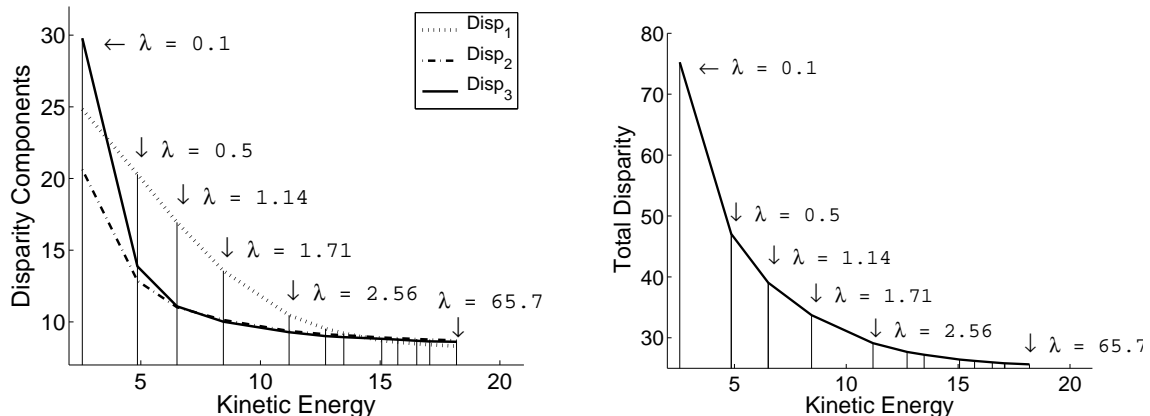 Disp1
Disp2
Disp3
← λ = 0.1
↓ λ = 0.5
↓ λ = 1.14
↓ λ = 1.71
↓ λ = 2.56
λ = 65.7
↓
30
25
20
15
10
5 10 15 20
Disparity Components
Kinetic Energy
80
70
60
50
40
30
← λ = 0.1
↓ λ = 0.5
↓ λ = 1.14
↓ λ = 1.71
↓ λ = 2.56
↓ λ = 65.7
5 10 15 20
Total Disparity
Kinetic Energy